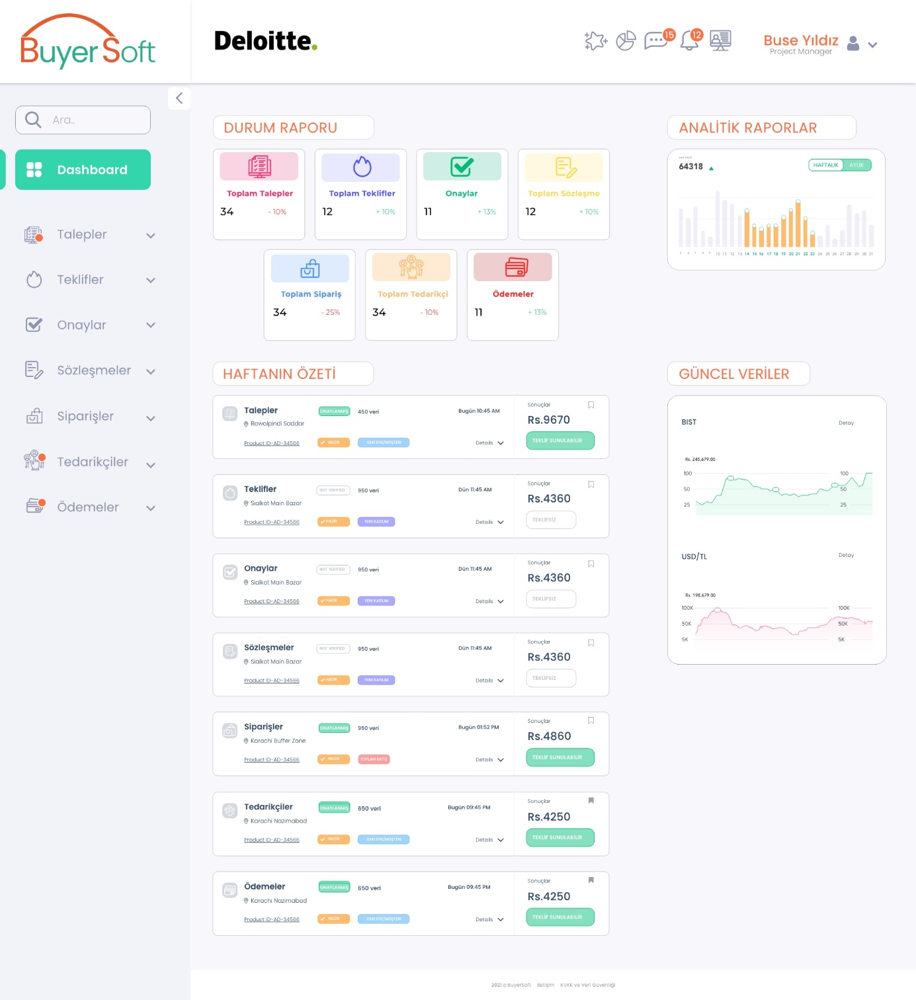 Buyer Soft
Deloitte.
15
12
Buse Yıldız
Project Manager
Ara..
Dashboard
Talepler
Teklifler
Onaylar
Sözleşmeler
Siparişler
Tedarikçiler
Ödemeler
DURUM RAPORU
Toplam Talepler
34 - 10%
Toplam Teklifler
12 + 10%
Onaylar
11 + 13%
Toplam Sözleşme
12 + 10%
Toplam Sipariş
34 - 25%
Toplam Tedarikçi
34 - 10%
Ödemeler
11 + 13%
ANALİTİK RAPORLAR
HAFTALIK
64318
HAFTALIK AYLIK
5 6 7 8 9 10 11 12 13 14 15 16 17 18 19 20 21 22 23 24 25 26 27 28 29 30 31
HAFTANIN ÖZETİ
Talepler ONAYLANMIŞ 450 veri Bugün 10:45 AM
Rawalpindi Saddar
Product ID-AD-34566 HAZIR ESKİ ÜYE/MÜŞTERİ Details
Sonuçlar
Rs.9670
TEKLİF SUNULABİLİR
Teklifler NOT VERIFIED 950 veri Dün 11:45 AM
Sialkot Main Bazar
Product ID-AD-34566 HAZIR YENİ KATILIM Details
Sonuçlar
Rs.4360
TEKLİFSİZ
Onaylar NOT VERIFIED 950 veri Dün 11:45 AM
Sialkot Main Bazar
Product ID-AD-34566 HAZIR YENİ KATILIM Details
Sonuçlar
Rs.4360
TEKLİFSİZ
Sözleşmeler NOT VERIFIED 950 veri Dün 11:45 AM
Sialkot Main Bazar
Product ID-AD-34566 HAZIR YENİ KATILIM Details
Sonuçlar
Rs.4360
TEKLİFSİZ
Siparişler ONAYLANMIŞ 950 veri Bugün 01:52 PM
Karachi Buffer Zone
Product ID-AD-34566 HAZIR TOPLAM SATIŞ Details
Sonuçlar
Rs.4860
TEKLİF SUNULABİLİR
Tedarikçiler ONAYLANMIŞ 650 veri Bugün 09:45 PM
Karachi Nazimabad
Product ID-AD-34566 HAZIR ESKİ ÜYE/MÜŞTERİ Details
Sonuçlar
Rs.4250
TEKLİF SUNULABİLİR
Ödemeler ONAYLANMIŞ 650 veri Bugün 09:45 PM
Karachi Nazimabad
Product ID-AD-34566 HAZIR ESKİ ÜYE/MÜŞTERİ Details
Sonuçlar
Rs.4250
TEKLİF SUNULABİLİR
GÜNCEL VERİLER
BIST Detay
Rs. 245,679.00
100 100
50 50
25 25
USD/TL Detay
Rs. 198,679.00
100K 100K
50K 50K
5K 5K
2021 © BuyerSoft İletişim KVKK ve Veri Güvenliği